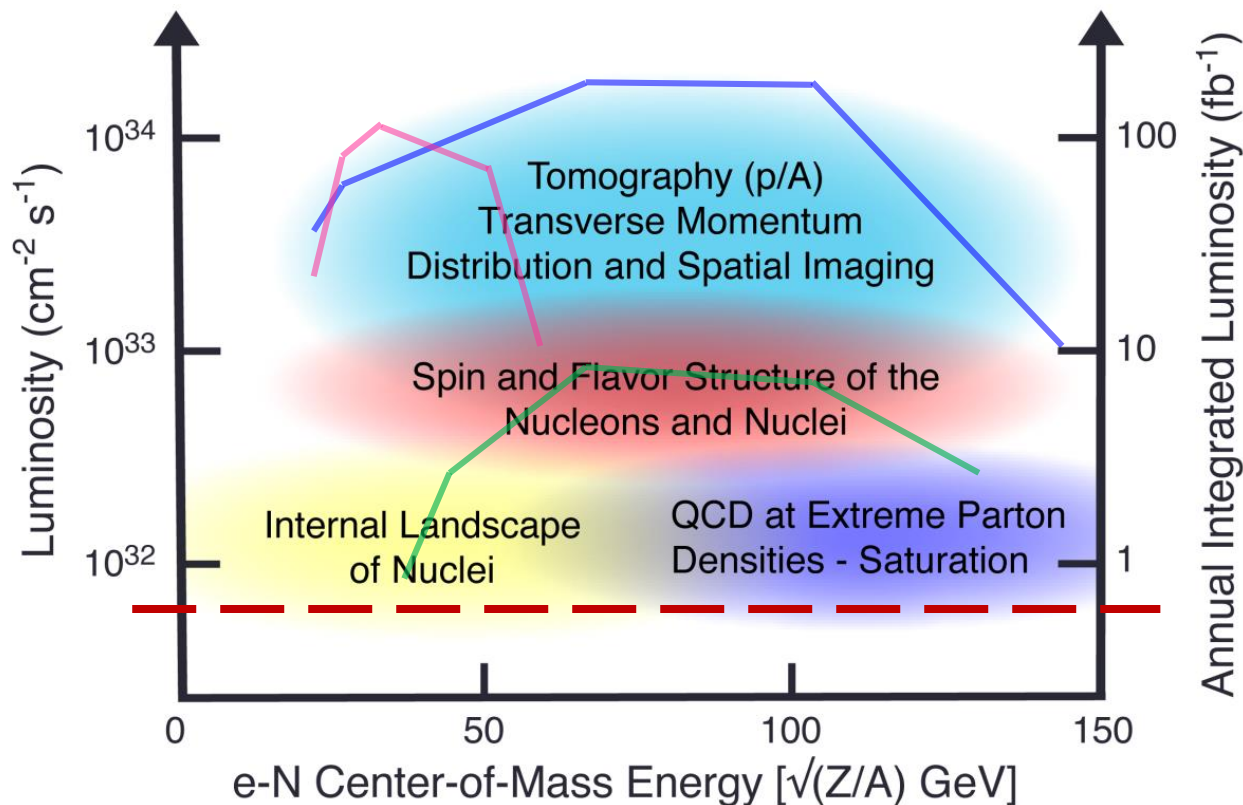 Luminosity (cm⁻² s⁻¹)
10³⁴
10³³
10³²
Tomography (p/A)
Transverse Momentum
Distribution and Spatial Imaging
Spin and Flavor Structure of the
Nucleons and Nuclei
Internal Landscape
of Nuclei
QCD at Extreme Parton
Densities - Saturation
100
10
1
Annual Integrated Luminosity (fb⁻¹)
0
50
100
150
e-N Center-of-Mass Energy [√(Z/A) GeV]